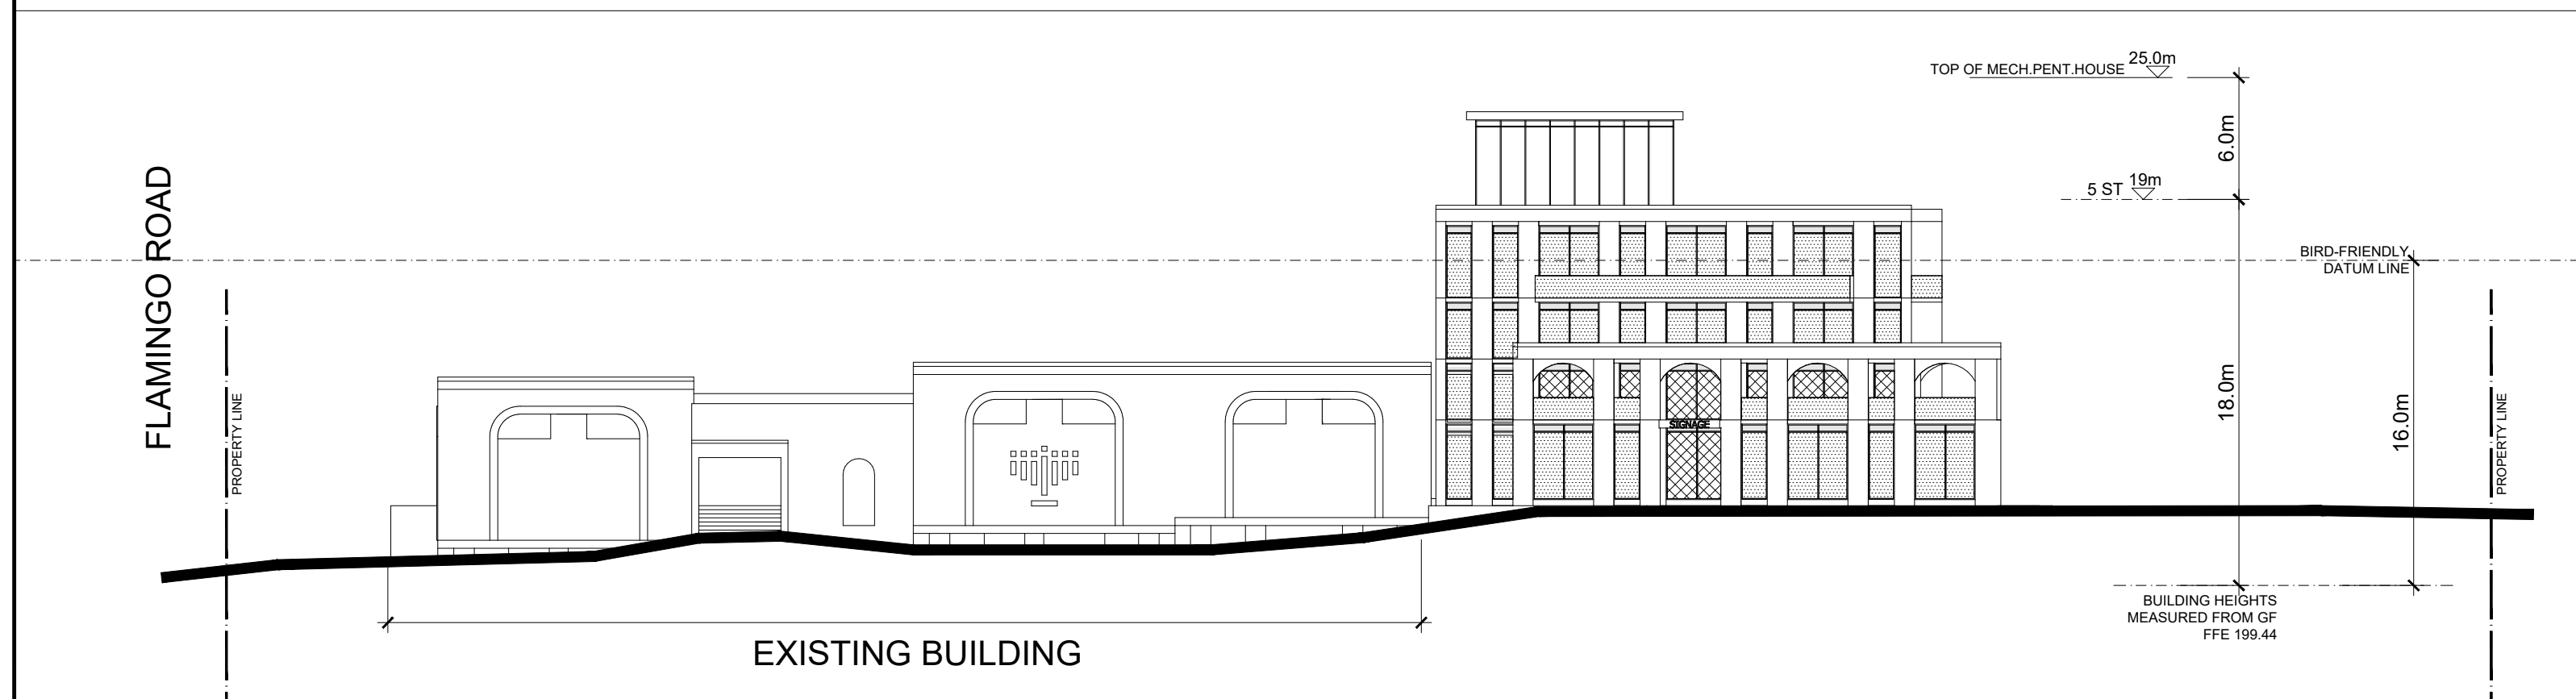 TOP OF MECH.PENT.HOUSE 25.0m
6.0m
5 ST 19m
FLAMINGO ROAD
BIRD-FRIENDLY
DATUM LINE
PROPERTY LINE
SIGNAGE
18.0m
16.0m
PROPERTY LINE
BUILDING HEIGHTS
MEASURED FROM GF
FFE 199.44
EXISTING BUILDING